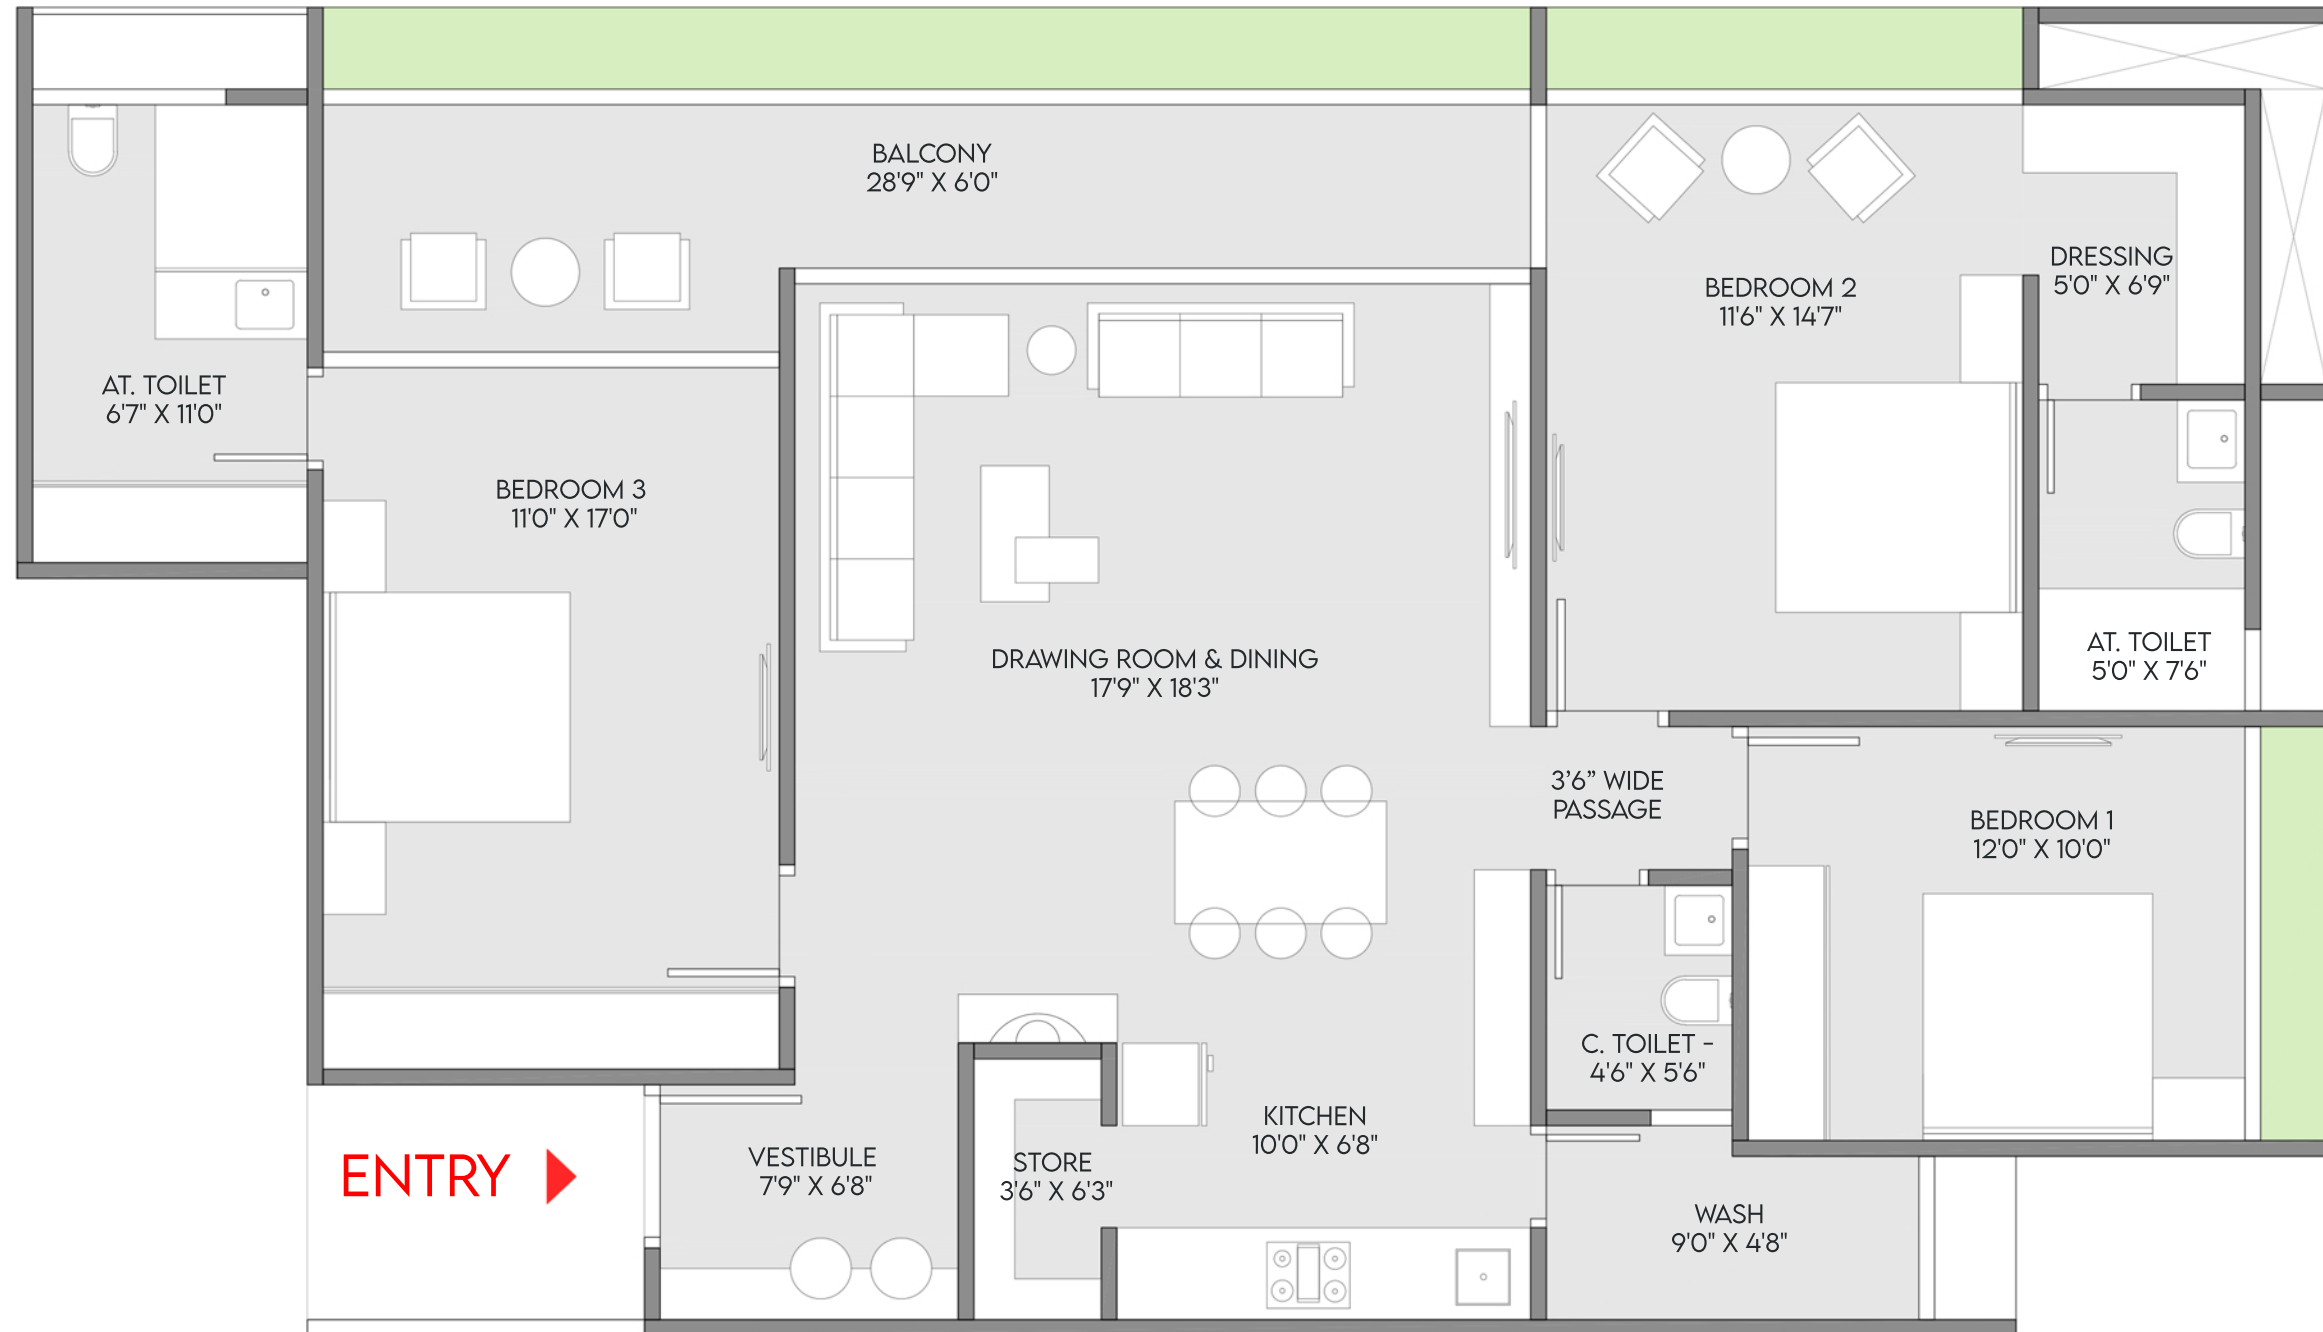 BALCONY
28'9" X 6'0"
DRESSING
5'0" X 6'9"
BEDROOM 2
11'6" X 14'7"
AT. TOILET
6'7" X 11'0"
BEDROOM 3
11'0" X 17'0"
DRAWING ROOM & DINING
17'9" X 18'3"
AT. TOILET
5'0" X 7'6"
3'6” WIDE
PASSAGE
BEDROOM 1
12'0" X 10'0"
C. TOILET -
4'6" X 5'6"
KITCHEN
10'0" X 6'8"
ENTRY
VESTIBULE
7'9" X 6'8"
STORE
3'6" X 6'3"
WASH
9'0" X 4'8"